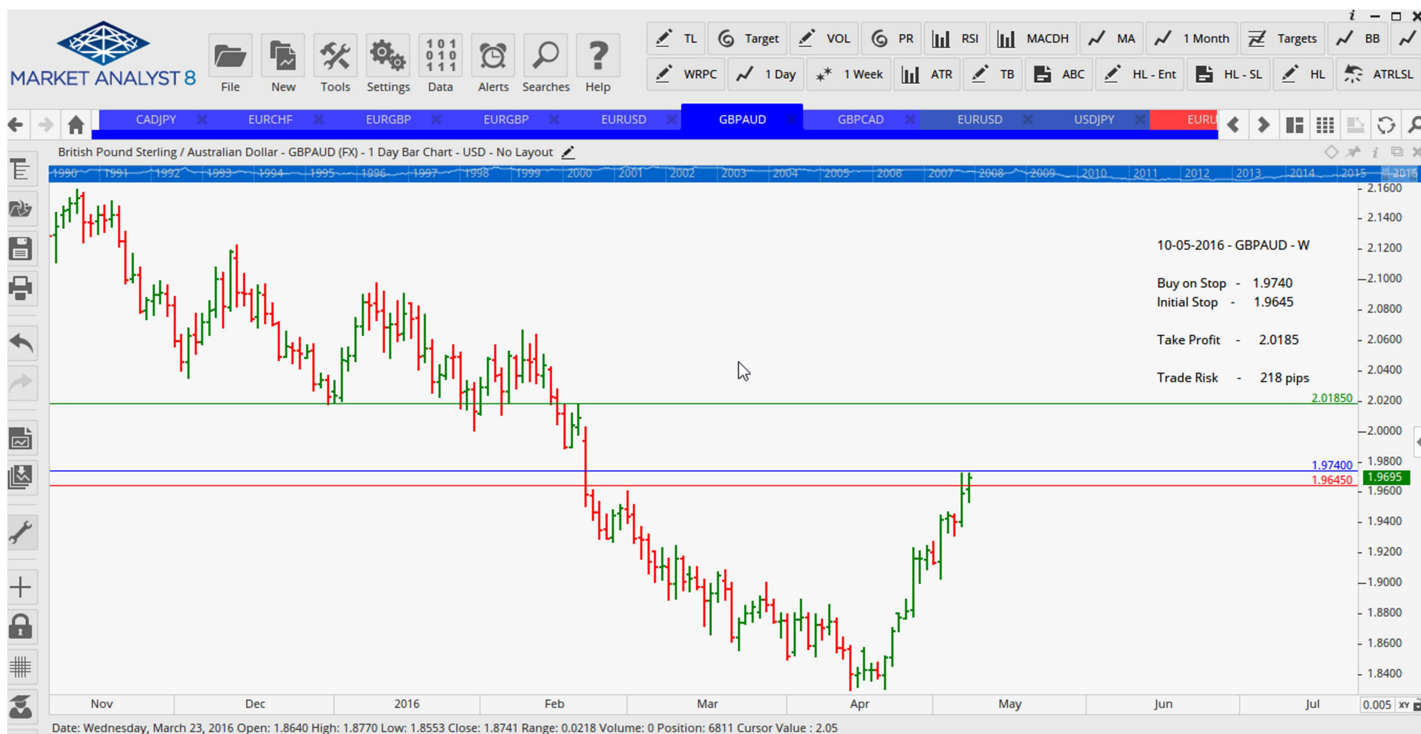 MARKET ANALYST 8
File New Tools Settings Data Alerts Searches Help
101
010
111
TL Target VOL PR RSI MACDH MA 1 Month Targets BB
WRPC 1 Day 1 Week ATR TB ABC HL - Ent HL - SL HL ATRLSL
CADJPY EURCHF EURGBP EURGBP EURUSD GBPAUD GBPCAD EURUSD USDJPY EURU
British Pound Sterling / Australian Dollar - GBPAUD (FX) - 1 Day Bar Chart - USD - No Layout
1990 1991 1992 1993 1994 1995 1996 1997 1998 1999 2000 2001 2002 2003 2004 2005 2006 2007 2008 2009 2010 2011 2012 2013 2014 2015 2016
2.1600
2.1400
2.1200
2.1000
2.0800
2.0600
2.0400
2.0200
2.0000
1.9800
1.9695
1.9600
1.9400
1.9200
1.9000
1.8800
1.8600
1.8400
10-05-2016 - GBPAUD - W
Buy on Stop - 1.9740
Initial Stop - 1.9645
Take Profit - 2.0185
Trade Risk - 218 pips
2.01850
1.97400
1.96450
Nov Dec 2016 Feb Mar Apr May Jun Jul 0.005 XY
Date: Wednesday, March 23, 2016 Open: 1.8640 High: 1.8770 Low: 1.8553 Close: 1.8741 Range: 0.0218 Volume: 0 Position: 6811 Cursor Value : 2.05